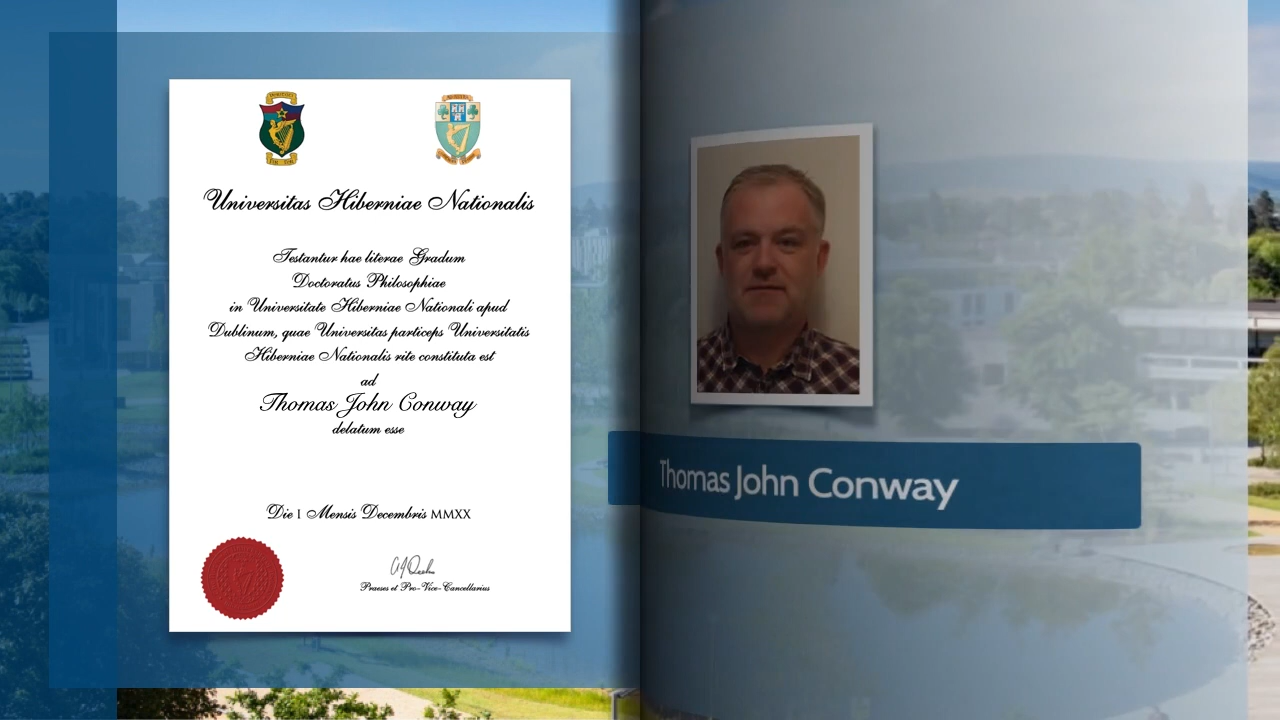 Universitas Hiberniae Nationalis
Testantur hae literae Gradum
Doctoratus Philosophiae
in Universitate Hiberniae Nationali apud
Dublinum, quae Universitas particeps Universitatis
Hiberniae Nationalis rite constituta est
ad
Thomas John Conway
delatum esse
Die I Mensis Decembris MMXX
Praeses et Pro-Vice-Cancellarius
Thomas John Conway